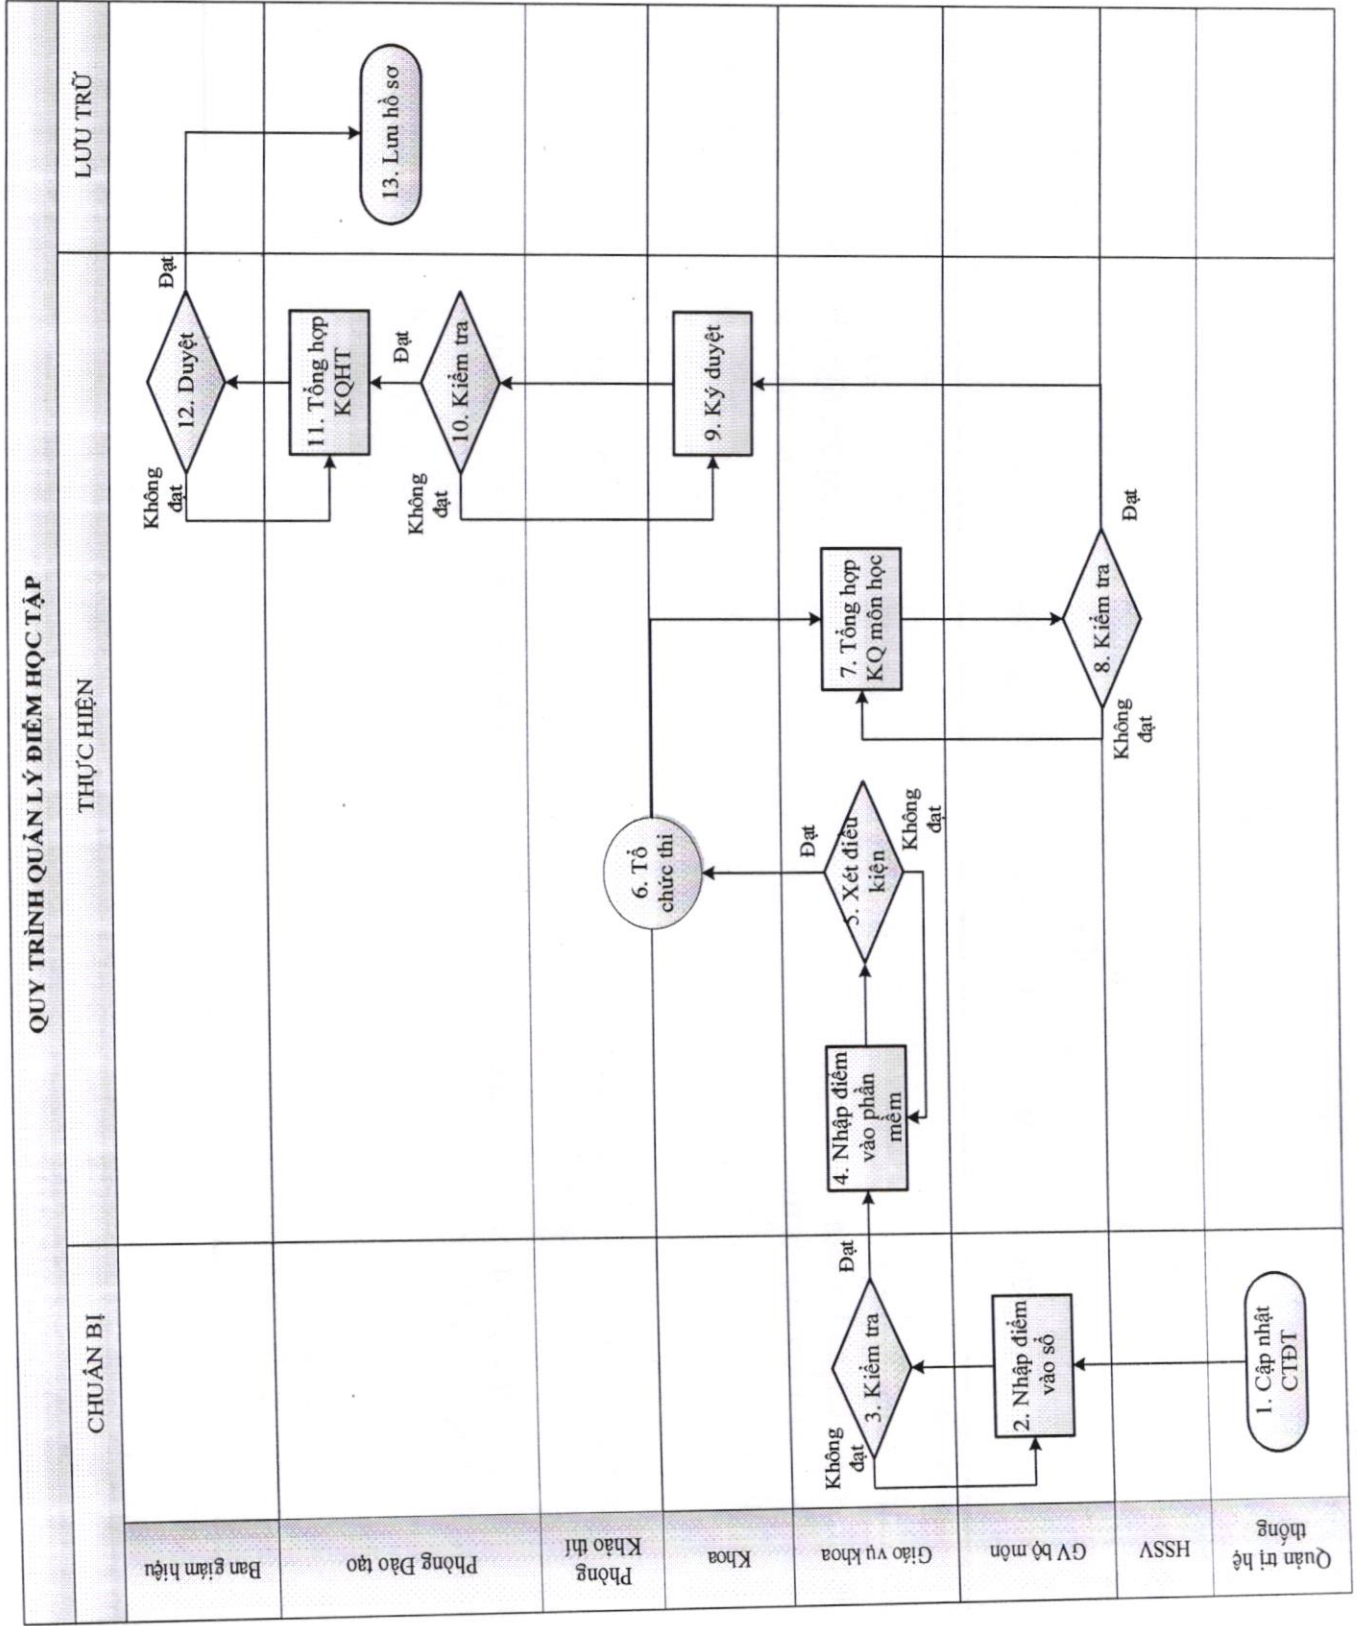 QUY TRÌNH QUẢN LÝ ĐIỂM HỌC TẬP
CHUẨN BỊ
THỰC HIỆN
LƯU TRỮ
Ban giám hiệu
Không
đạt
12. Duyệt
Đạt
Phòng Đào tạo
11. Tổng hợp
KQHT
Đạt
Không
đạt
10. Kiểm tra
13. Lưu hồ sơ
Phòng
Khảo thí
6. Tổ
chức thi
Khoa
9. Ký duyệt
Giáo vụ khoa
Không
đạt
3. Kiểm tra
Đạt
4. Nhập điểm
vào phần
mềm
5. Xét điều
kiện
Đạt
Không
đạt
7. Tổng hợp
KQ môn học
GV bộ môn
2. Nhập điểm
vào sổ
8. Kiểm tra
Không
đạt
Đạt
HSSV
Quản trị hệ
thống
1. Cập nhật
CTĐT